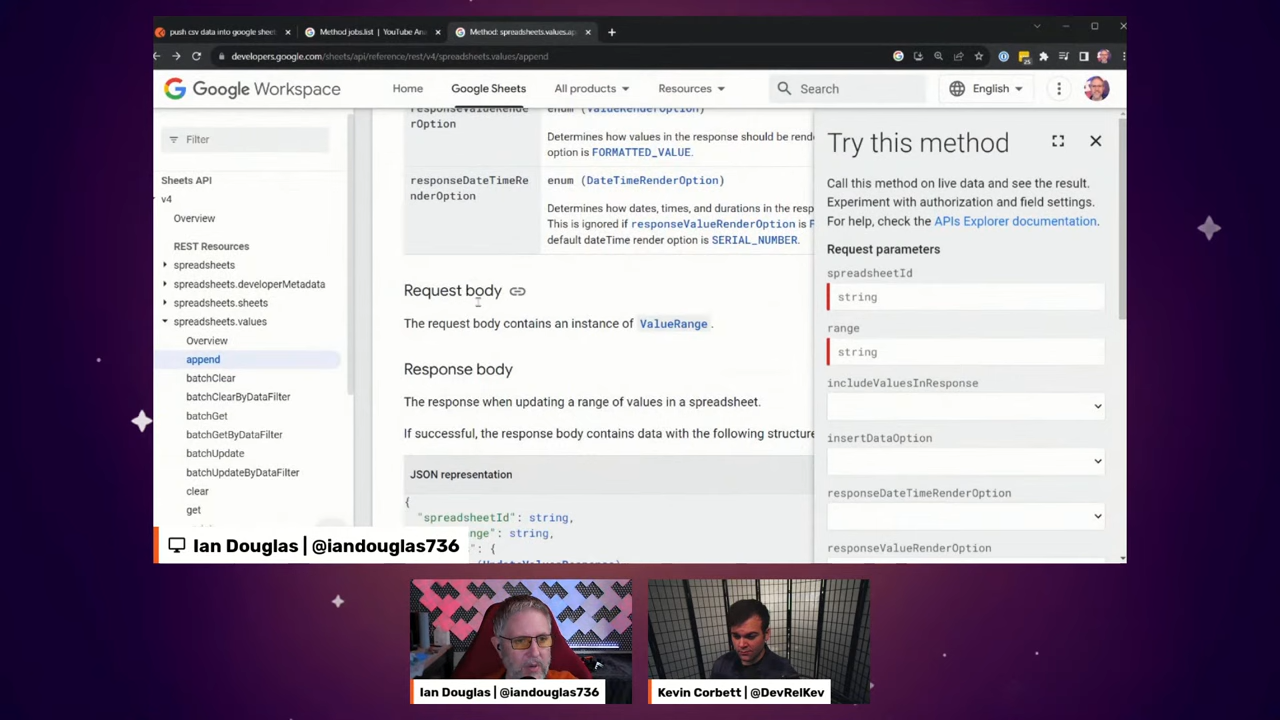 push csv data into google sheet
Method jobs.list | YouTube An
Method: spreadsheets.values.ap
developers.google.com/sheets/api/reference/rest/v4/spreadsheets.values/append
Google Workspace
Home
Google Sheets
All products
Resources
Search
English
Filter
Sheets API
v4
Overview
REST Resources
spreadsheets
spreadsheets.developerMetadata
spreadsheets.sheets
spreadsheets.values
Overview
append
batchClear
batchClearByDataFilter
batchGet
batchGetByDataFilter
batchUpdate
batchUpdateByDataFilter
clear
get
responseValueRende
rOption
enum (ValueRenderOption)
Determines how values in the response should be rend
option is FORMATTED_VALUE.
responseDateTimeRe
nderOption
enum (DateTimeRenderOption)
Determines how dates, times, and durations in the resp
This is ignored if responseValueRenderOption is F
default dateTime render option is SERIAL_NUMBER.
Request body
The request body contains an instance of ValueRange.
Response body
The response when updating a range of values in a spreadsheet.
If successful, the response body contains data with the following structure
JSON representation
{
"spreadsheetId": string,
nge": string,
": {
Try this method
Call this method on live data and see the result.
Experiment with authorization and field settings.
For help, check the APIs Explorer documentation.
Request parameters
spreadsheetId
string
range
string
includeValuesInResponse
insertDataOption
responseDateTimeRenderOption
responseValueRenderOption
Ian Douglas | @iandouglas736
Ian Douglas | @iandouglas736
Kevin Corbett | @DevRelKev